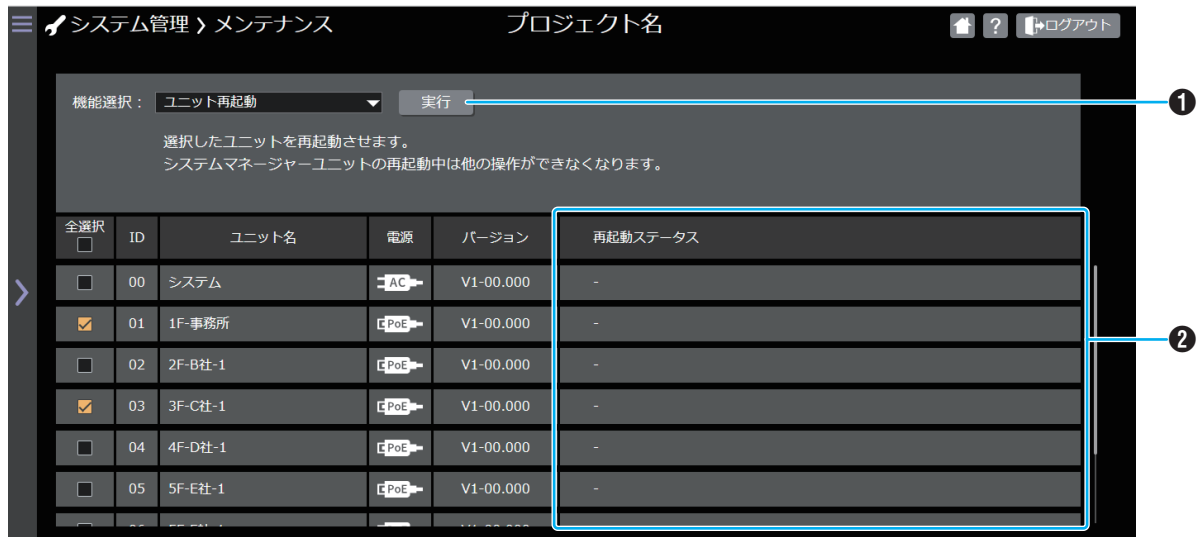 システム管理 > メンテナンス
プロジェクト名
?
ログアウト
機能選択： ユニット再起動
実行
❶
選択したユニットを再起動させます。
システムマネージャーユニットの再起動中は他の操作ができなくなります。
全選択 ID ユニット名 電源 バージョン 再起動ステータス
00 システム AC V1-00.000 -
01 1F-事務所 PoE V1-00.000 -
❷
02 2F-B社-1 PoE V1-00.000 -
03 3F-C社-1 PoE V1-00.000 -
04 4F-D社-1 PoE V1-00.000 -
05 5F-E社-1 PoE V1-00.000 -